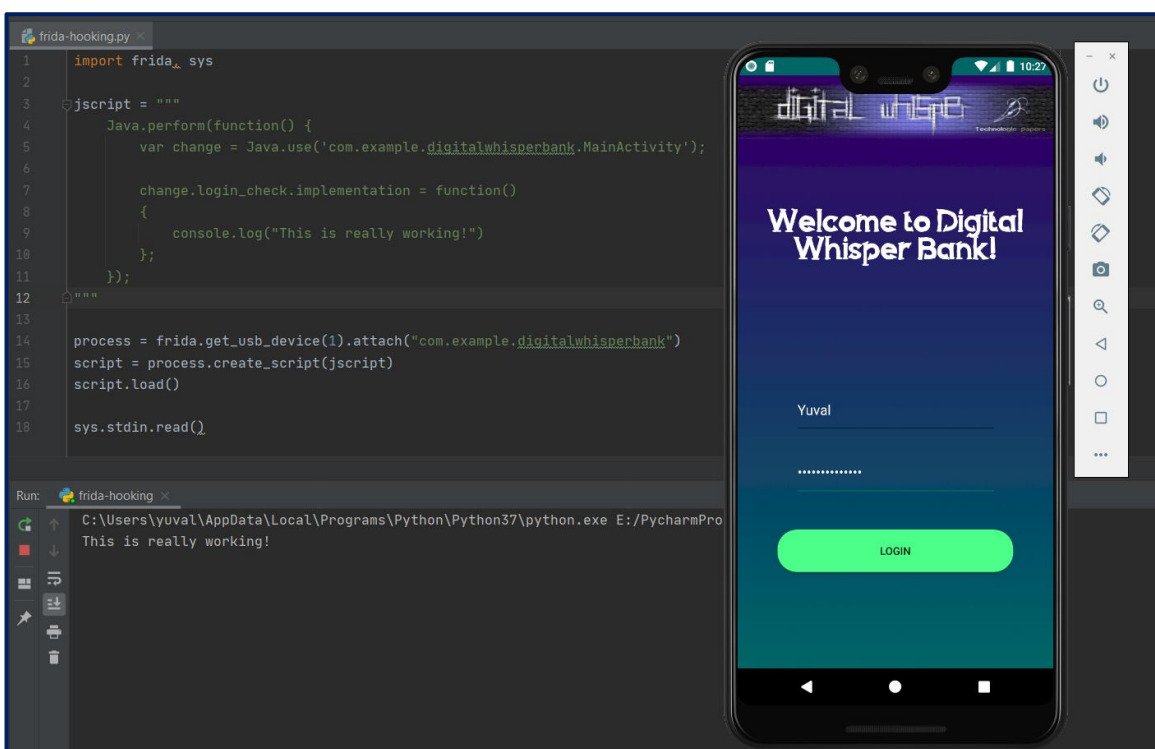 frida-hooking.py
1 import frida, sys
2
3 jscript = """
4 Java.perform(function() {
5 var change = Java.use('com.example.digitalwhisperbank.MainActivity');
6
7 change.login_check.implementation = function()
8 {
9 console.log("This is really working!")
10 };
11 });
12 """
13
14 process = frida.get_usb_device(1).attach("com.example.digitalwhisperbank")
15 script = process.create_script(jscript)
16 script.load()
17
18 sys.stdin.read()
Run: frida-hooking
C:\Users\yuval\AppData\Local\Programs\Python\Python37\python.exe E:/PycharmPro
This is really working!
10:27
digital whisper
Technologic papers
Welcome to Digital
Whisper Bank!
Yuval
••••••••••••••
LOGIN